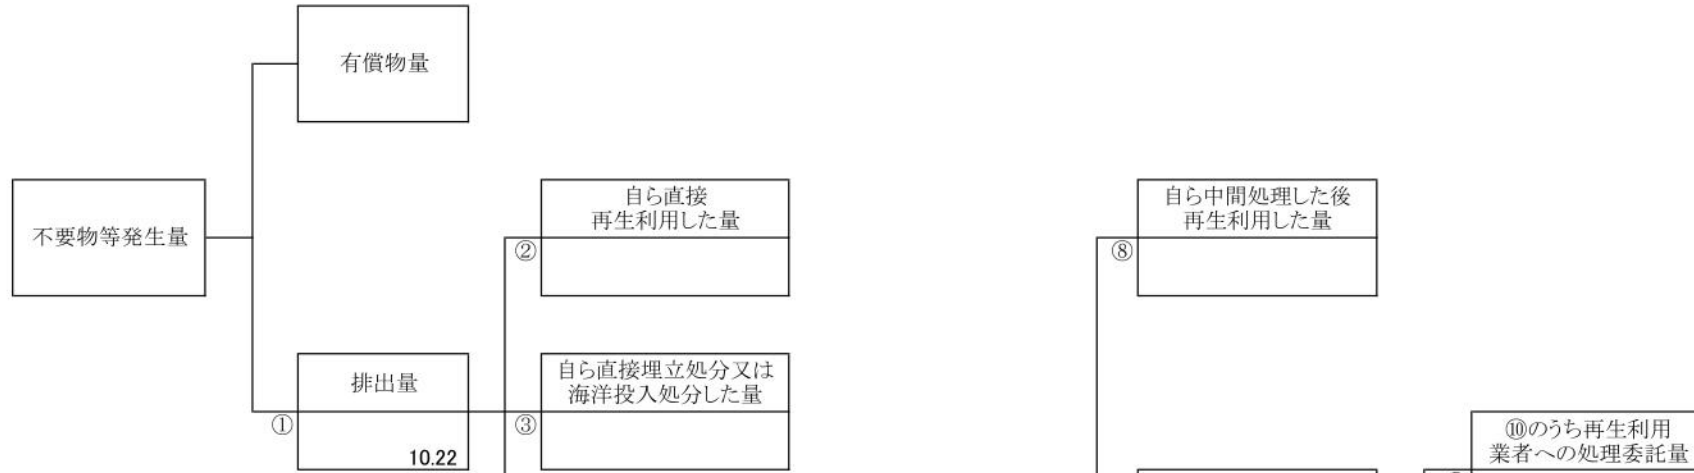 有償物量
不要物等発生量
自ら直接
再生利用した量
②
自ら中間処理した後
再生利用した量
⑧
排出量
①
10.22
自ら直接埋立処分又は
海洋投入処分した量
③
⑩のうち再生利用
業者への処理委託量